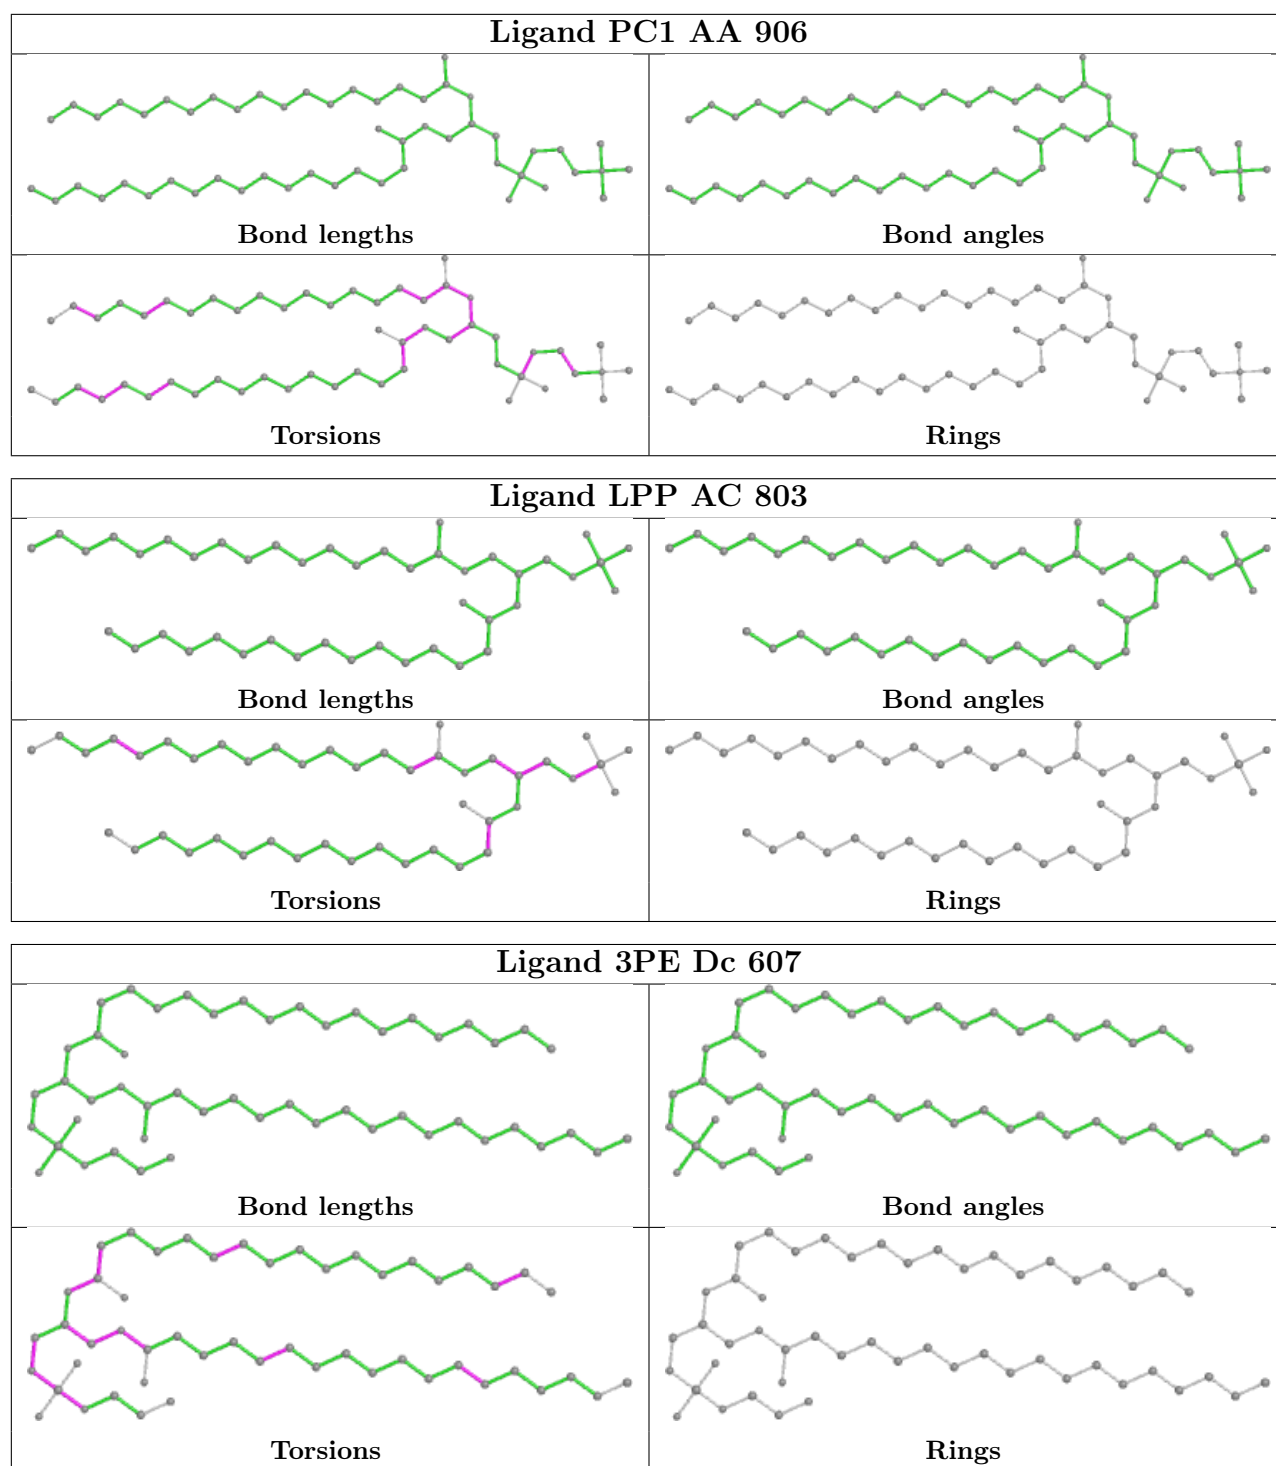 Ligand PC1 AA 906
Bond lengths
Bond angles
Torsions
Rings
Ligand LPP AC 803
Bond lengths
Bond angles
Torsions
Rings
Ligand 3PE Dc 607
Bond lengths
Bond angles
Torsions
Rings